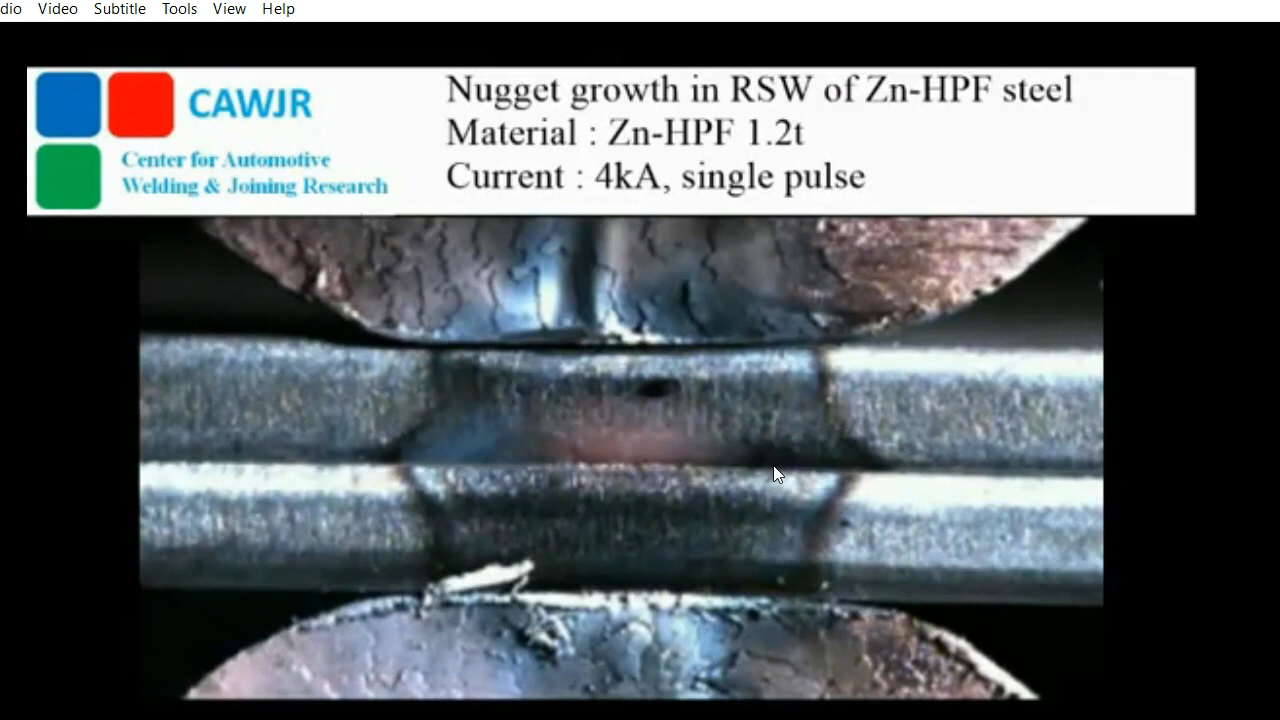 dio Video Subtitle Tools View Help
CAWJR
Center for Automotive
Welding & Joining Research
Nugget growth in RSW of Zn-HPF steel
Material : Zn-HPF 1.2t
Current : 4kA, single pulse